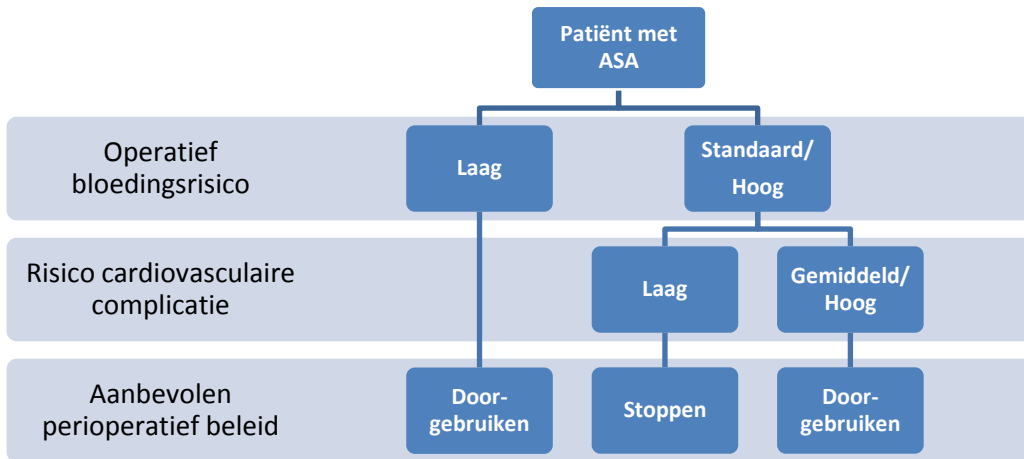 Patiënt met
ASA
Operatief
bloedingsrisico
Laag
Standaard/
Hoog
Risico cardiovasculaire
complicatie
Laag
Gemiddeld/
Hoog
Aanbevolen
perioperatief beleid
Door-
gebruiken
Stoppen
Door-
gebruiken